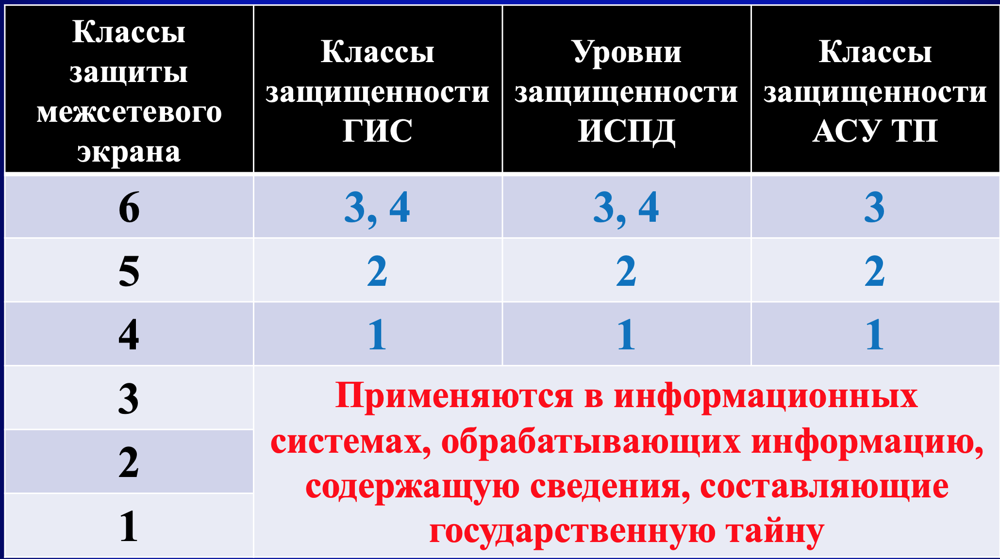 Классы
защиты
межсетевого
экрана
Классы
защищенности
ГИС
Уровни
защищенности
ИСПД
Классы
защищенности
АСУ ТП
6
3, 4
3, 4
3
5
2
2
2
4
1
1
1
3
2
1
Применяются в информационных
системах, обрабатывающих информацию,
содержащую сведения, составляющие
государственную тайну